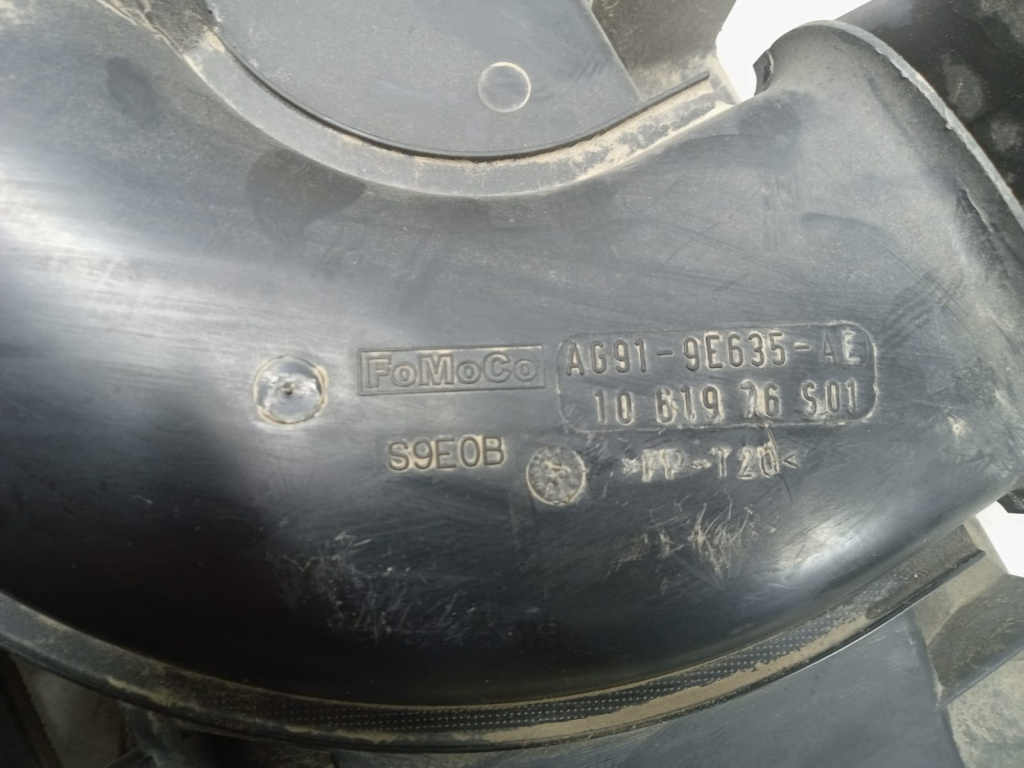 FoMoCo
AG91-9E635-AE
10 619 76 S01
S9E0B
>PP-T20<